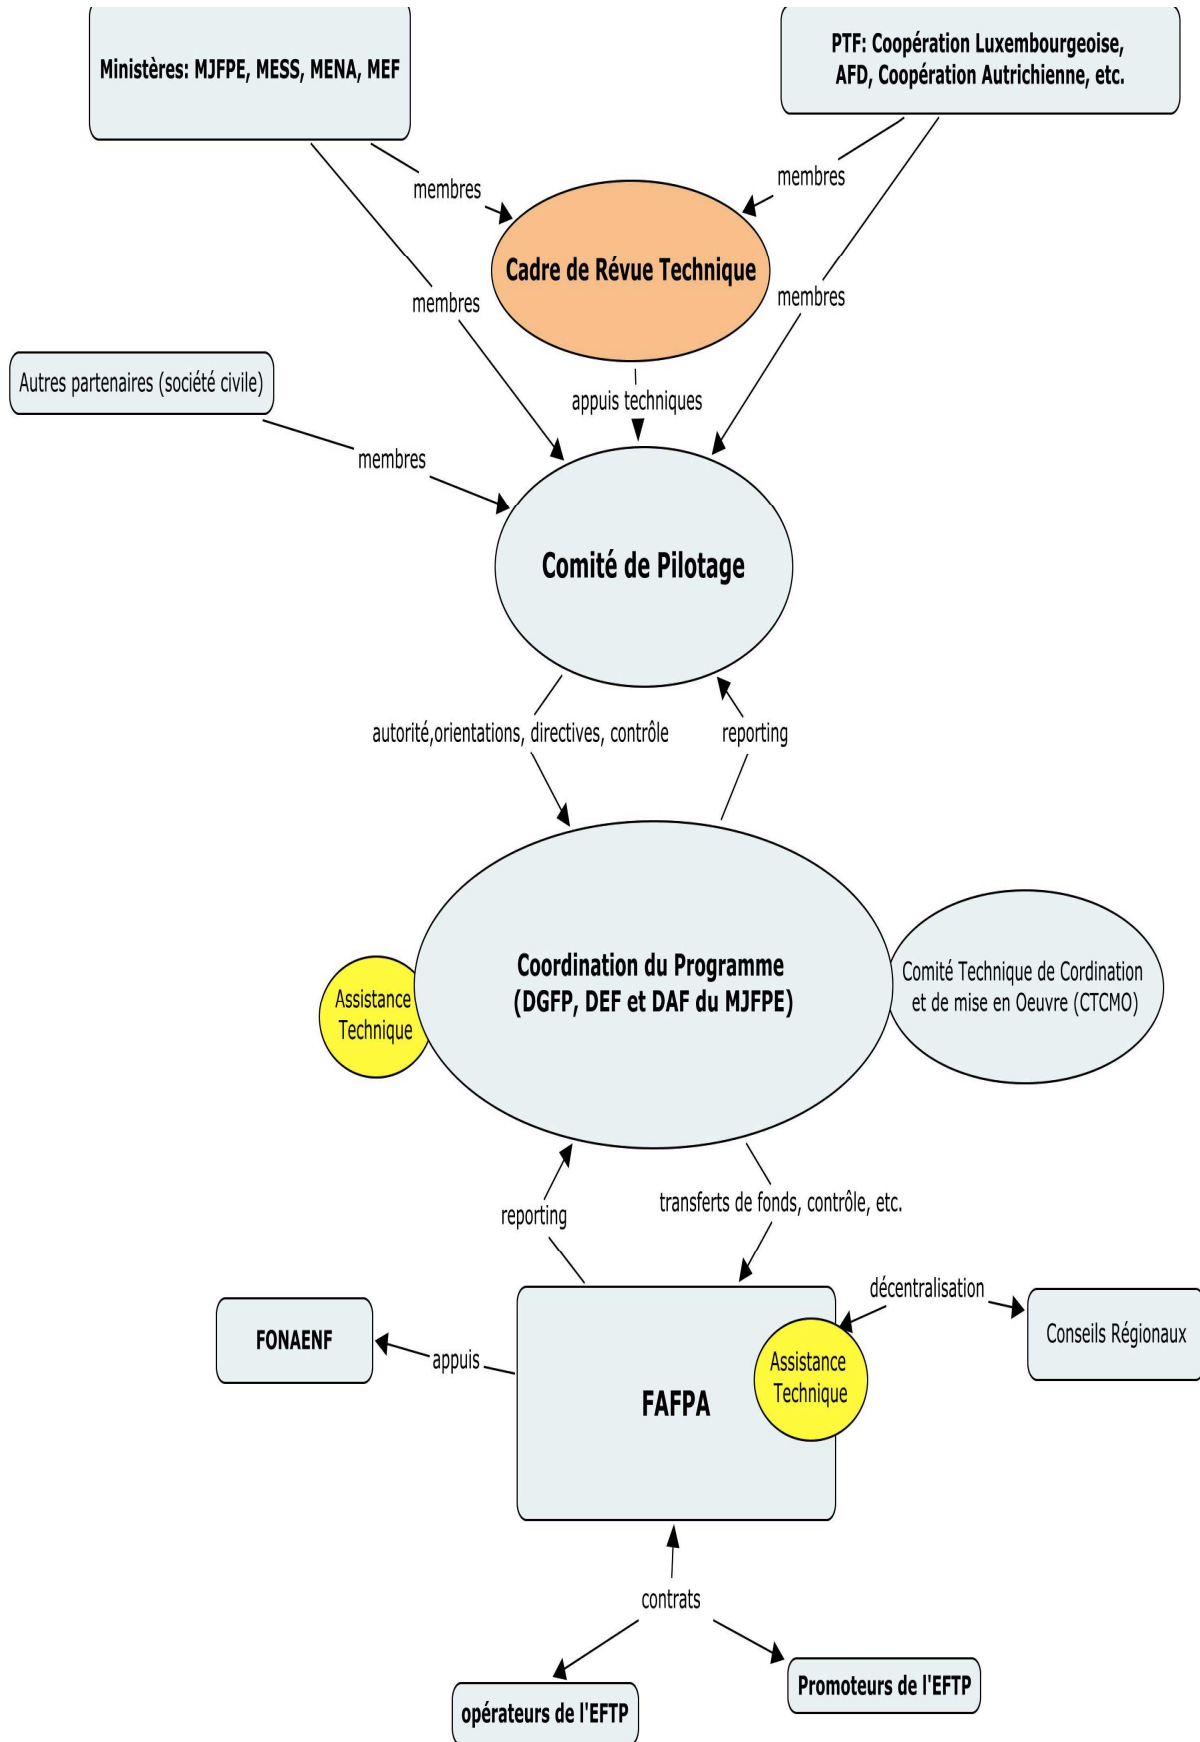 Ministères: MJFPE, MESS, MENA, MEF
PTF: Coopération Luxembourgeoise,
AFD, Coopération Autrichienne, etc.
membres
membres
Cadre de Révue Technique
membres
membres
Autres partenaires (société civile)
appuis techniques
membres
Comité de Pilotage
autorité,orientations, directives, contrôle
reporting
Coordination du Programme
(DGFP, DEF et DAF du MJFPE)
Assistance
Technique
Comité Technique de Cordination
et de mise en Oeuvre (CTCMO)
reporting
transferts de fonds, contrôle, etc.
décentralisation
FONAENF
appuis
FAFPA
Assistance
Technique
Conseils Régionaux
contrats
opérateurs de l'EFTP
Promoteurs de l'EFTP